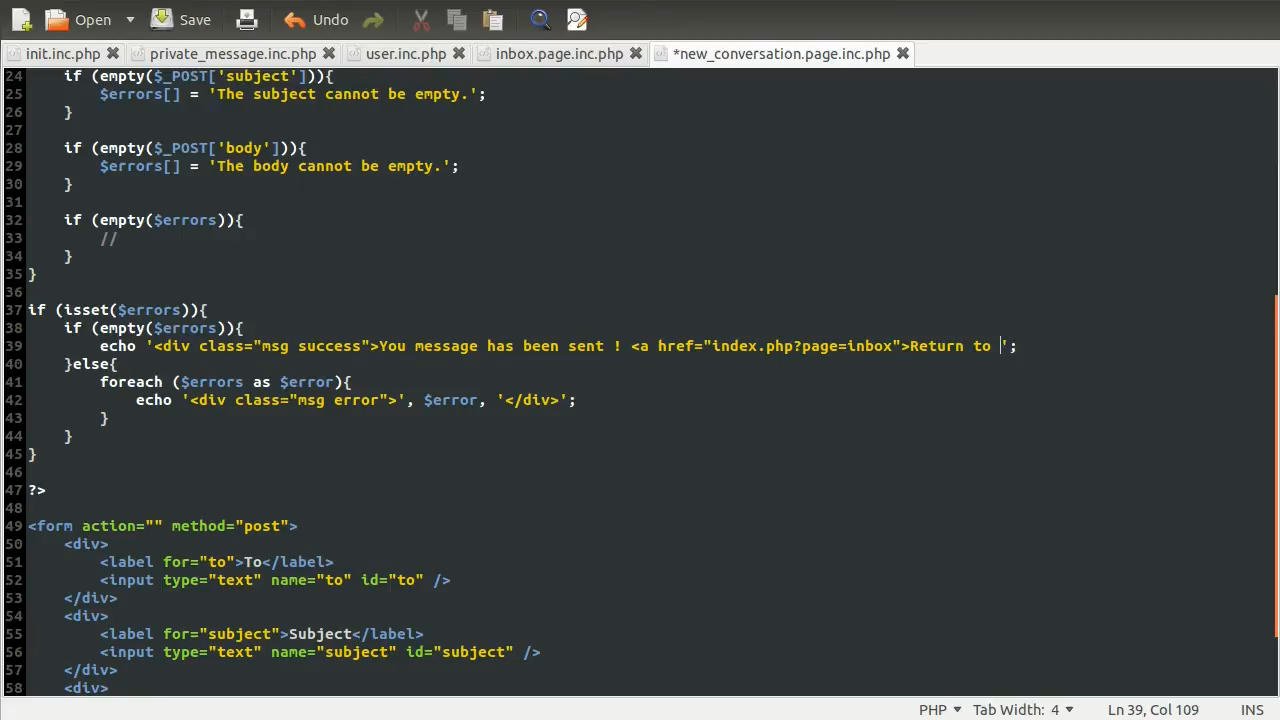 Open Save Undo
init.inc.php private_message.inc.php user.inc.php inbox.page.inc.php *new_conversation.page.inc.php
24 if (empty($_POST['subject'])){
25 $errors[] = 'The subject cannot be empty.';
26 }
27
28 if (empty($_POST['body'])){
29 $errors[] = 'The body cannot be empty.';
30 }
31
32 if (empty($errors)){
33 //
34 }
35 }
36
37 if (isset($errors)){
38 if (empty($errors)){
39 echo '<div class="msg success">You message has been sent ! <a href="index.php?page=inbox">Return to ';
40 }else{
41 foreach ($errors as $error){
42 echo '<div class="msg error">', $error, '</div>';
43 }
44 }
45 }
46
47 ?>
48
49 <form action="" method="post">
50 <div>
51 <label for="to">To</label>
52 <input type="text" name="to" id="to" />
53 </div>
54 <div>
55 <label for="subject">Subject</label>
56 <input type="text" name="subject" id="subject" />
57 </div>
58 <div>
PHP Tab Width: 4 Ln 39, Col 109 INS